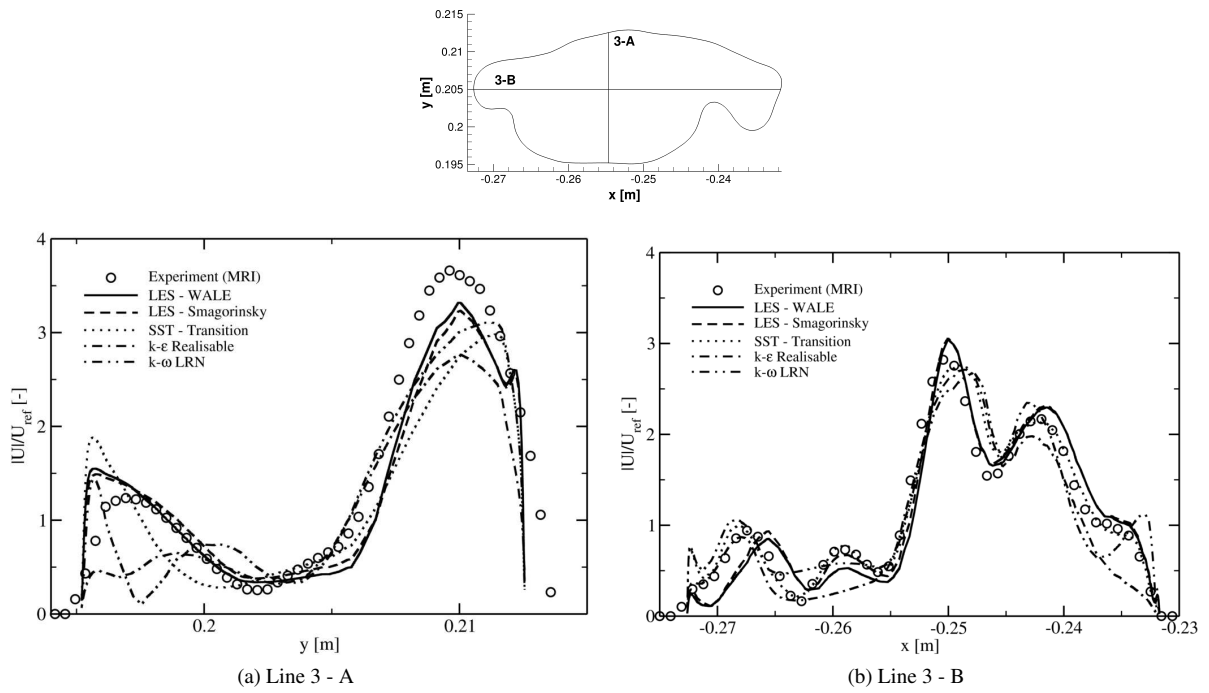 0.215
0.21
0.205
0.2
0.195
y [m]
3-A
3-B
-0.27
-0.26
-0.25
-0.24
x [m]
4
3
2
1
0
|U|/U_ref [-]
Experiment (MRI)
LES - WALE
LES - Smagorinsky
SST - Transition
k-ε Realisable
k-ω LRN
0.2
0.21
y [m]
(a) Line 3 - A
4
3
2
1
0
|U|/U_ref [-]
Experiment (MRI)
LES - WALE
LES - Smagorinsky
SST - Transition
k-ε Realisable
k-ω LRN
-0.27
-0.26
-0.25
-0.24
-0.23
x [m]
(b) Line 3 - B